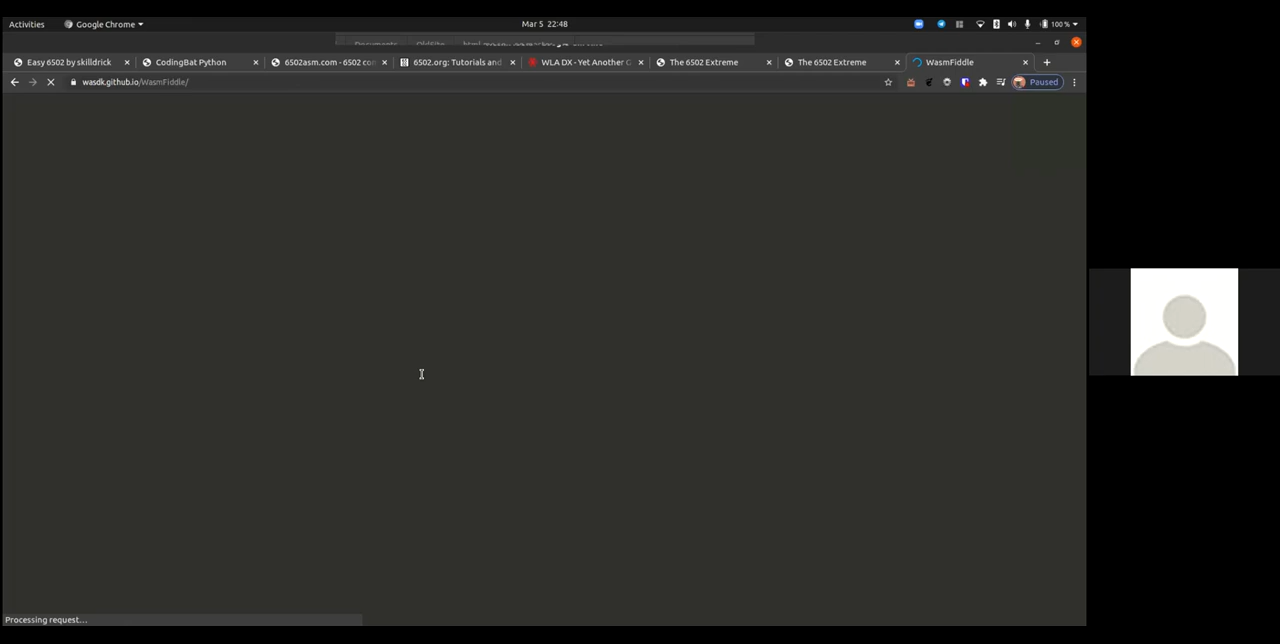 Activities Google Chrome Mar 5 22:48 100 %
Easy 6502 by skilldrick CodingBat Python 6502asm.com - 6502 con 6502.org: Tutorials and WLA DX - Yet Another G The 6502 Extreme The 6502 Extreme WasmFiddle
wasdk.github.io/WasmFiddle/ Paused
Processing request...